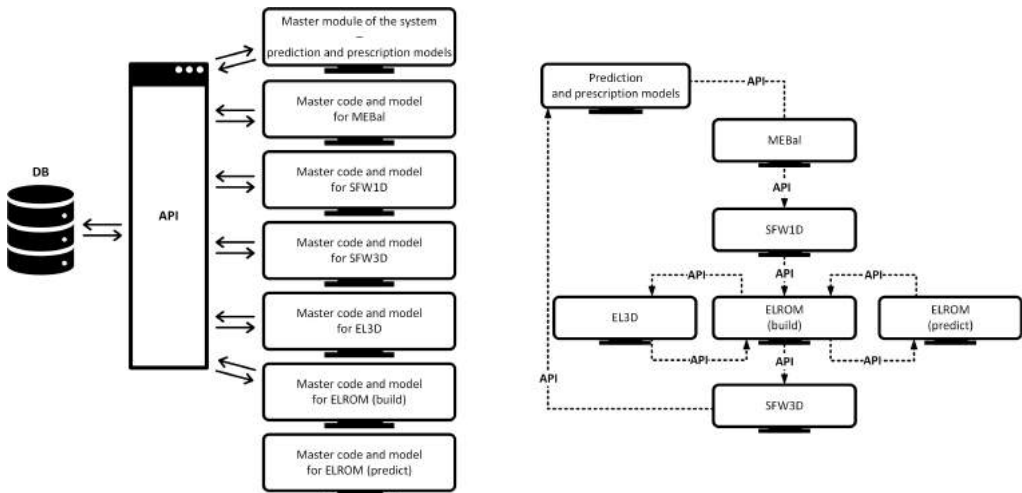 Master module of the system
–
prediction and prescription models
Master code and model
for MEBal
Master code and model
for SFW1D
Master code and model
for SFW3D
Master code and model
for EL3D
Master code and model
for ELROM (build)
Master code and model
for ELROM (predict)
DB
API
Prediction
and prescription models
API
MEBal
API
SFW1D
API
API
API
EL3D
ELROM
(build)
ELROM
(predict)
API
API
API
API
SFW3D